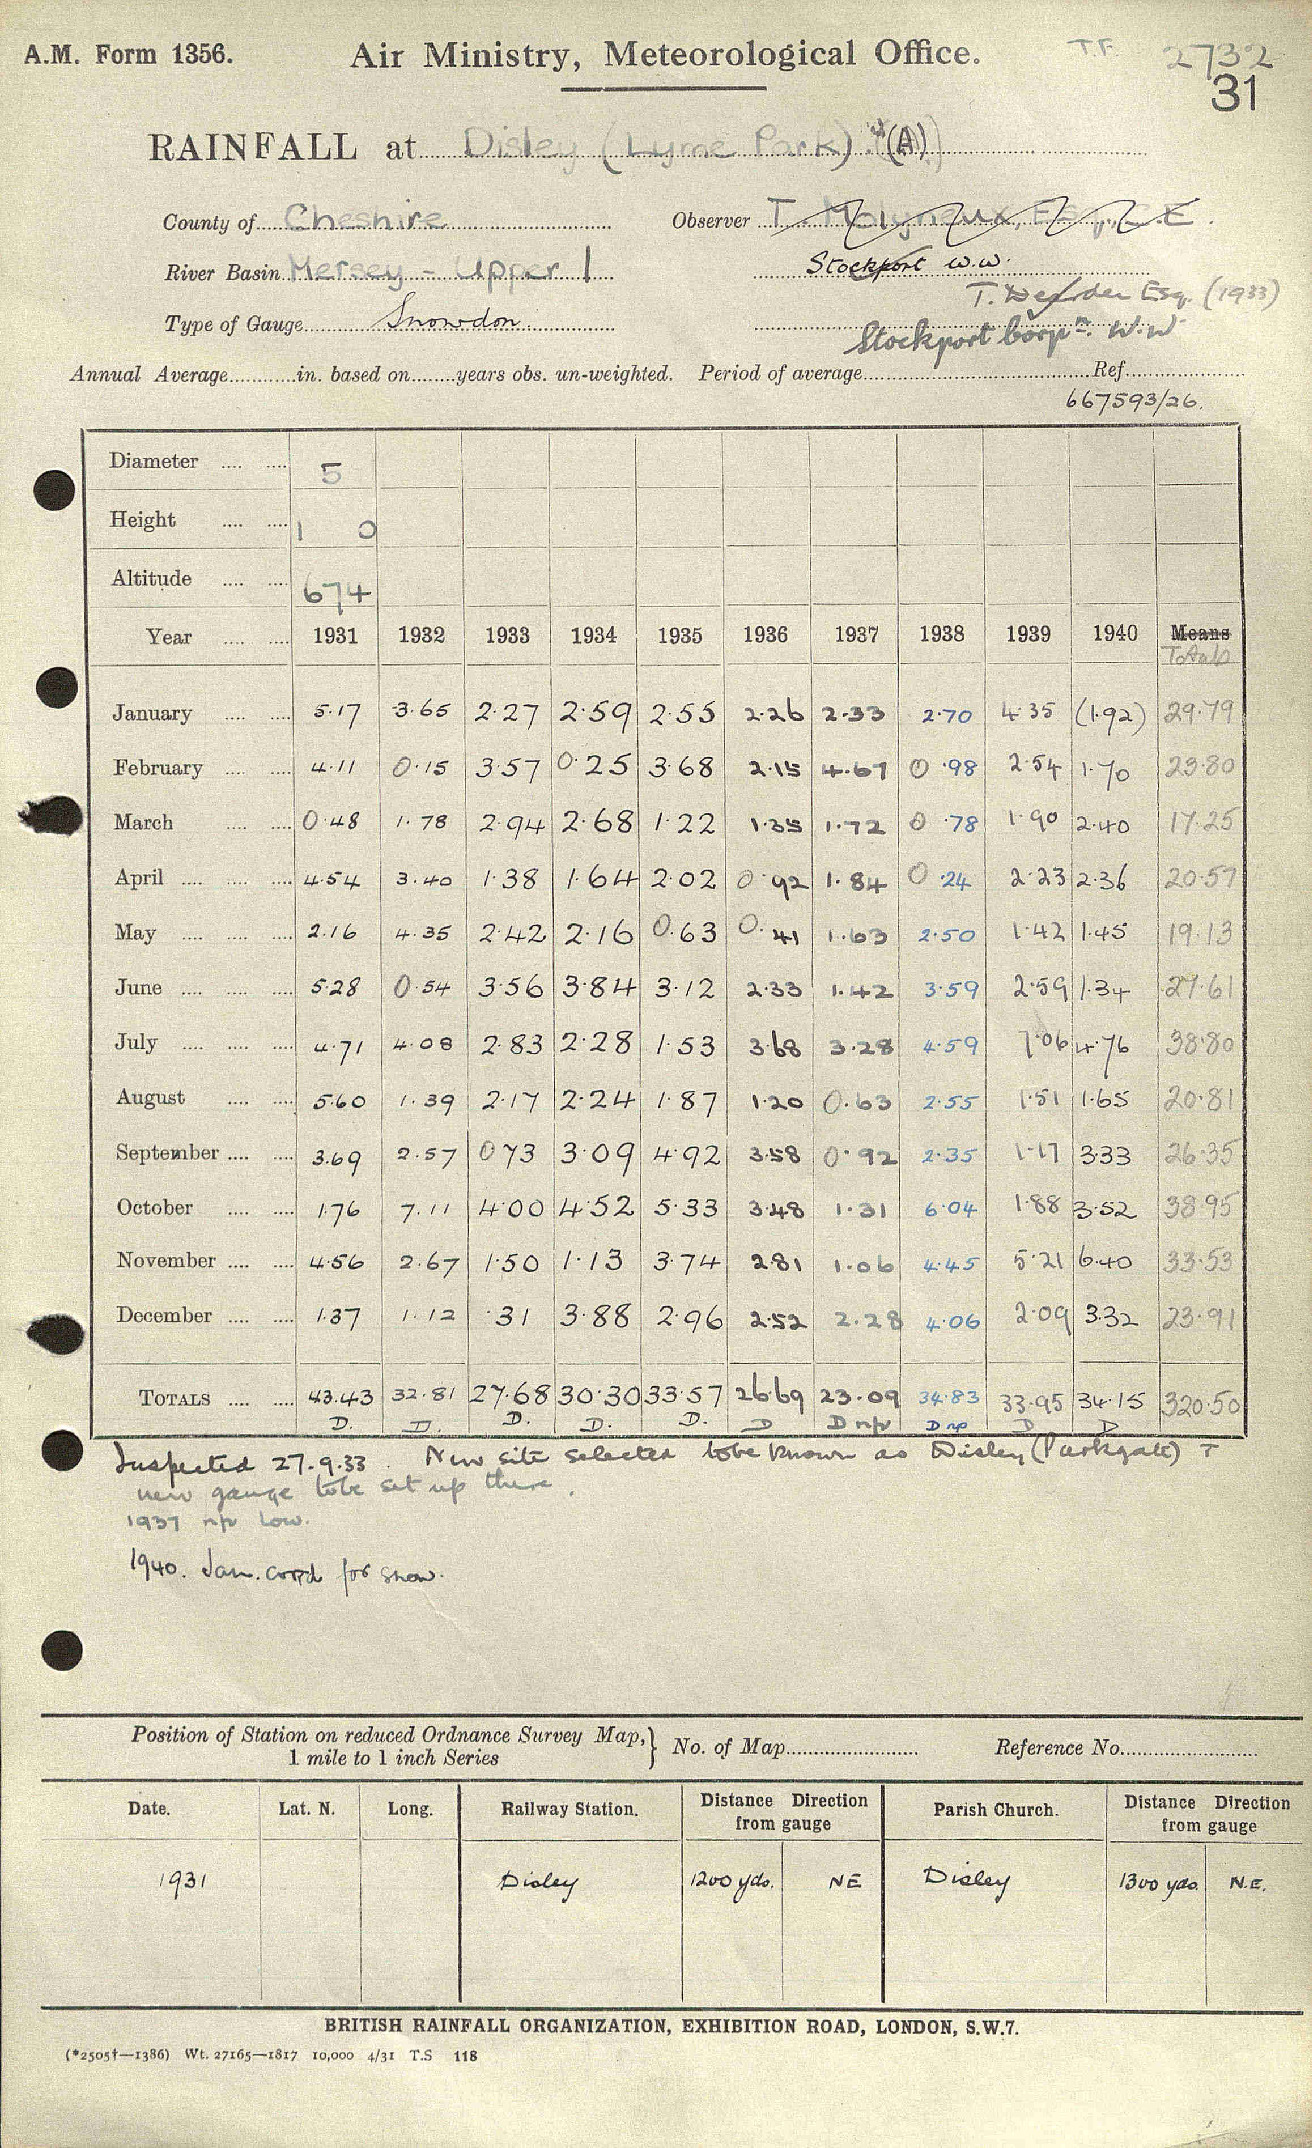 A.M. Form 1356. Air Ministry, Meteorological Office. T.F. 2732
31
RAINFALL at Disley (Lyme Park) (A)
County of Cheshire Observer T. Molyneux, Esq., C.E.
River Basin Mersey - Upper 1 Stockport W.W.
T. Esq. (1933)
Type of Gauge Snowdon Stockport Corpn. W.W
Annual Average in. based on years obs. un-weighted. Period of average Ref.
667593/26.
Diameter 5
Height 1 0
Altitude 674
Year 1931 1932 1933 1934 1935 1936 1937 1938 1939 1940 Means Totals
January 5.17 3.65 2.27 2.59 2.55 2.26 2.33 2.70 4.35 (1.92) 29.79
February 4.11 0.15 3.57 0.25 3.68 2.15 4.67 0.98 2.54 1.70 23.80
March 0.48 1.78 2.94 2.68 1.22 1.35 1.72 0.78 1.90 2.40 17.25
April 4.54 3.40 1.38 1.64 2.02 0.92 1.84 0.24 2.23 2.36 20.57
May 2.16 4.35 2.42 2.16 0.63 0.41 1.63 2.50 1.42 1.45 19.13
June 5.28 0.54 3.56 3.84 3.12 2.33 1.42 3.59 2.59 1.34 27.61
July 4.71 4.08 2.83 2.28 1.53 3.68 3.28 4.59 7.06 4.76 38.80
August 5.60 1.39 2.17 2.24 1.87 1.20 0.63 2.55 1.51 1.65 20.81
September 3.69 2.57 0 73 3.09 4.92 3.58 0.92 2.35 1.17 3.33 26.35
October 1.76 7.11 4.00 4.52 5.33 3.48 1.31 6.04 1.88 3.52 38.95
November 4.56 2.67 1.50 1.13 3.74 2.81 1.06 4.45 5.21 6.40 33.53
December 1.37 1.12 .31 3.88 2.96 2.52 2.28 4.06 2.09 3.32 23.91
TOTALS 43.43 32.81 27.68 30.30 33.57 26.69 23.09 34.83 33.95 34.15 320.50
D. D. D. D. D. D D np D np D D
Inspected 27.9.33. New site selected to be known as Disley (Parkgate) +
new gauge to be set up there.
1937 np low.
1940. Jan. corrd for snow.
Position of Station on reduced Ordnance Survey Map, 1 mile to 1 inch Series } No. of Map Reference No.
Date. Lat. N. Long. Railway Station. Distance Direction from gauge Parish Church. Distance Direction from gauge
1931 Disley 1200 yds. NE Disley 1300 yds. N.E.
BRITISH RAINFALL ORGANIZATION, EXHIBITION ROAD, LONDON, S.W.7.
(*2505†—1386) Wt. 27165—1817 10,000 4/31 T.S 118